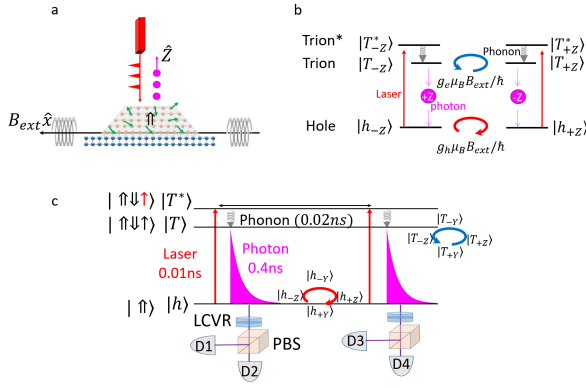 a
Ẑ
⇑
B_ext x̂
b
Trion* |T*_-Z⟩ Phonon |T*_+Z⟩
Trion |T_-Z⟩ |T_+Z⟩
g_e μ_B B_ext/ħ
Laser +Z photon -Z
Hole |h_-Z⟩ |h_+Z⟩
g_h μ_B B_ext/ħ
c
|⇑⇓↑⟩ |T*⟩
Phonon (0.02ns)
|⇑⇓↑⟩ |T⟩
|T_-Y⟩
|T_-Z⟩ |T_+Z⟩
|T_+Y⟩
Laser
0.01ns
Photon
0.4ns
|h_-Y⟩
|h_-Z⟩ |h_+Z⟩
|h_+Y⟩
|⇑⟩ |h⟩
LCVR
D1 PBS D3
D2 D4